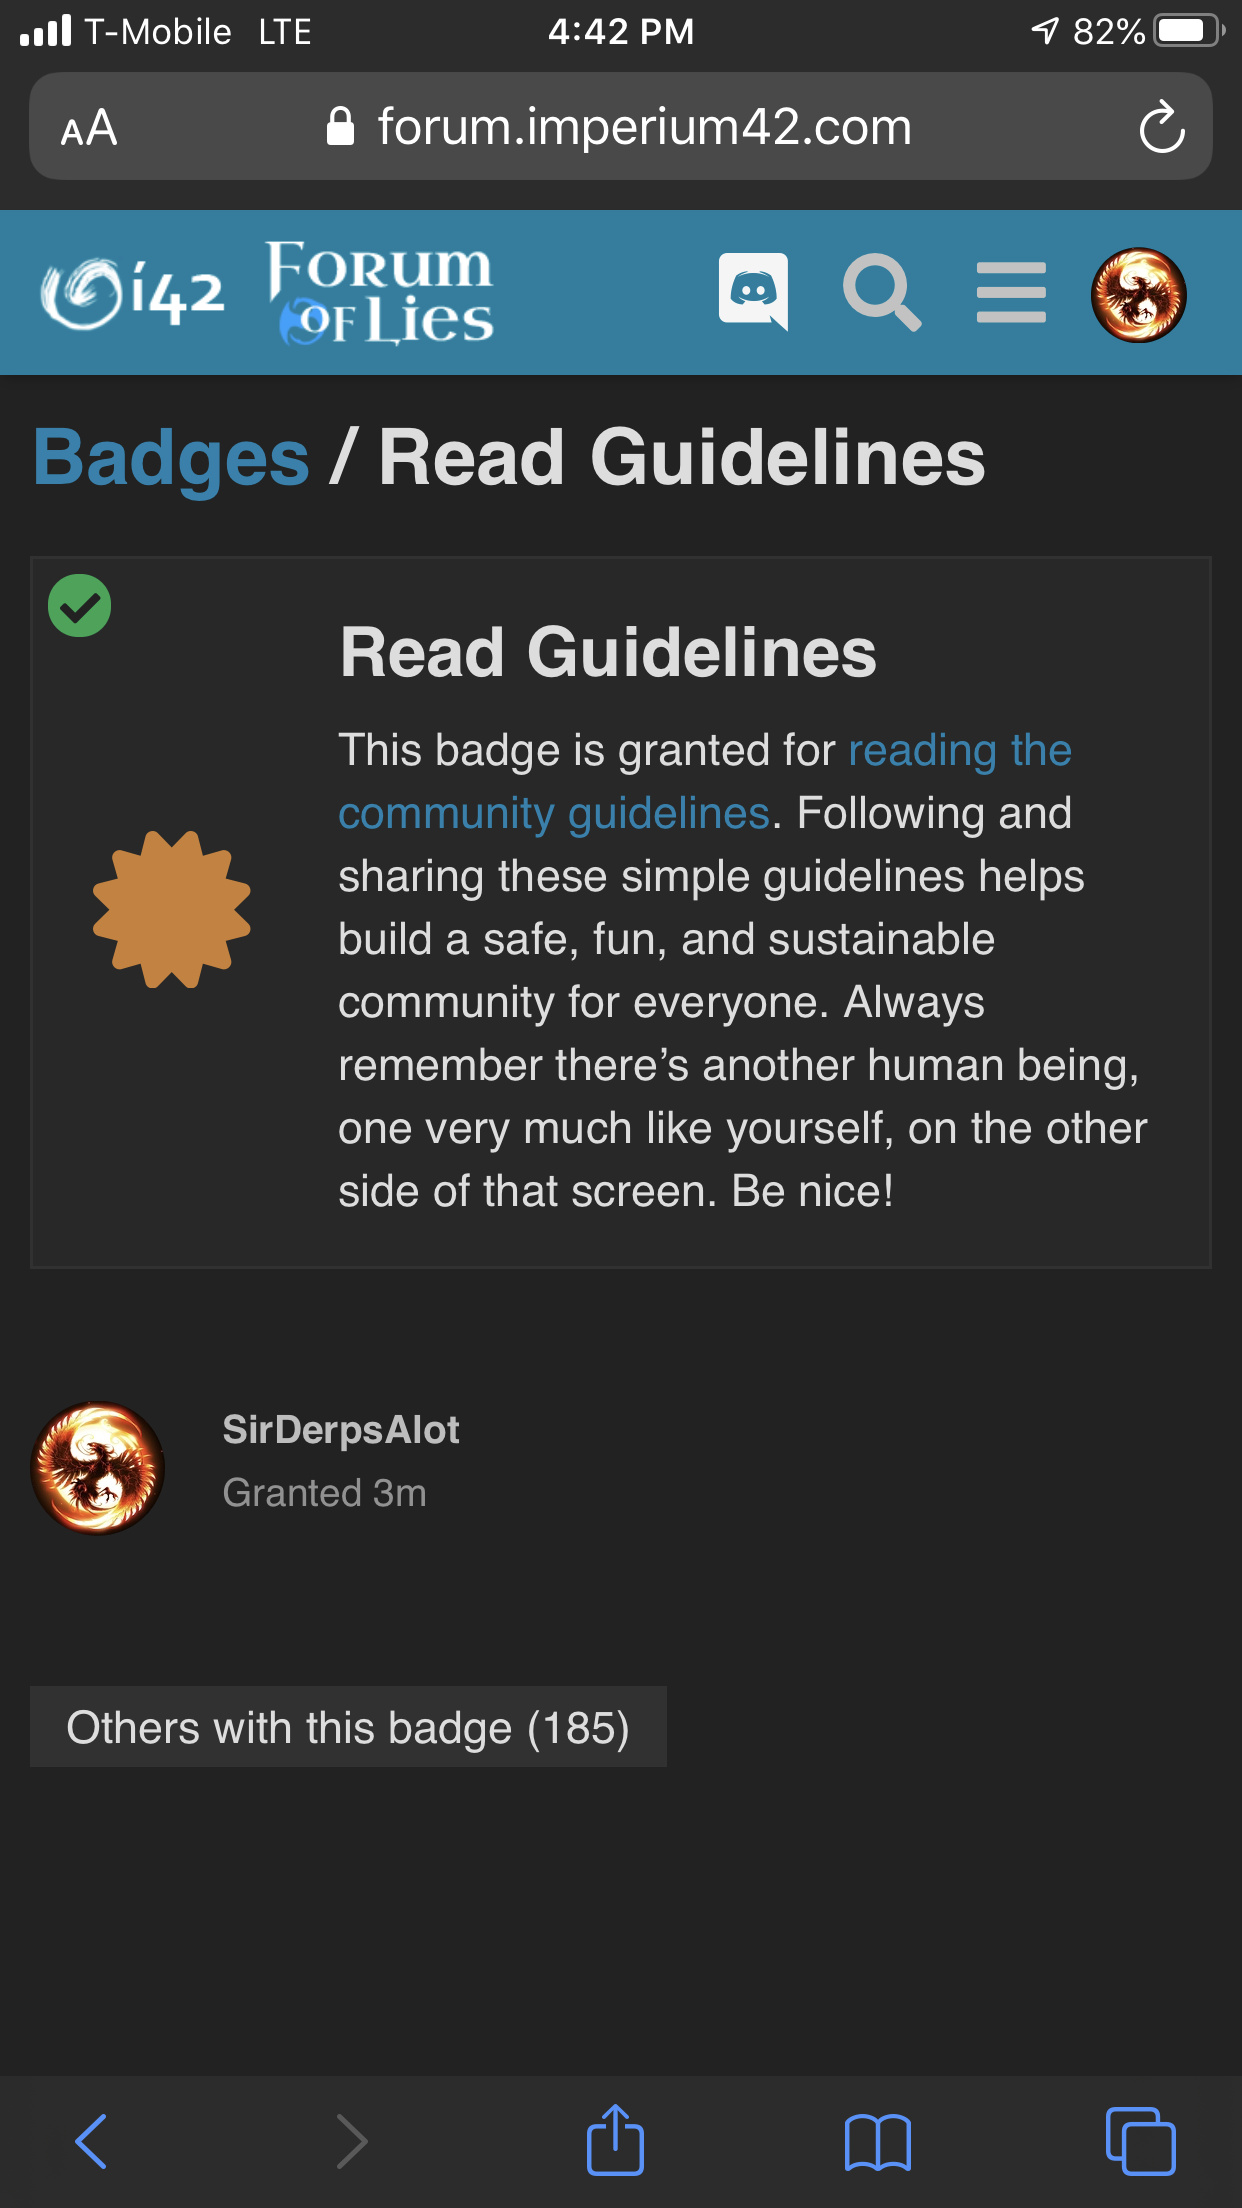 T-Mobile LTE 4:42 PM 82%
AA forum.imperium42.com
i42 Forum
of Lies
Badges / Read Guidelines
Read Guidelines
This badge is granted for reading the
community guidelines. Following and
sharing these simple guidelines helps
build a safe, fun, and sustainable
community for everyone. Always
remember there’s another human being,
one very much like yourself, on the other
side of that screen. Be nice!
SirDerpsAlot
Granted 3m
Others with this badge (185)